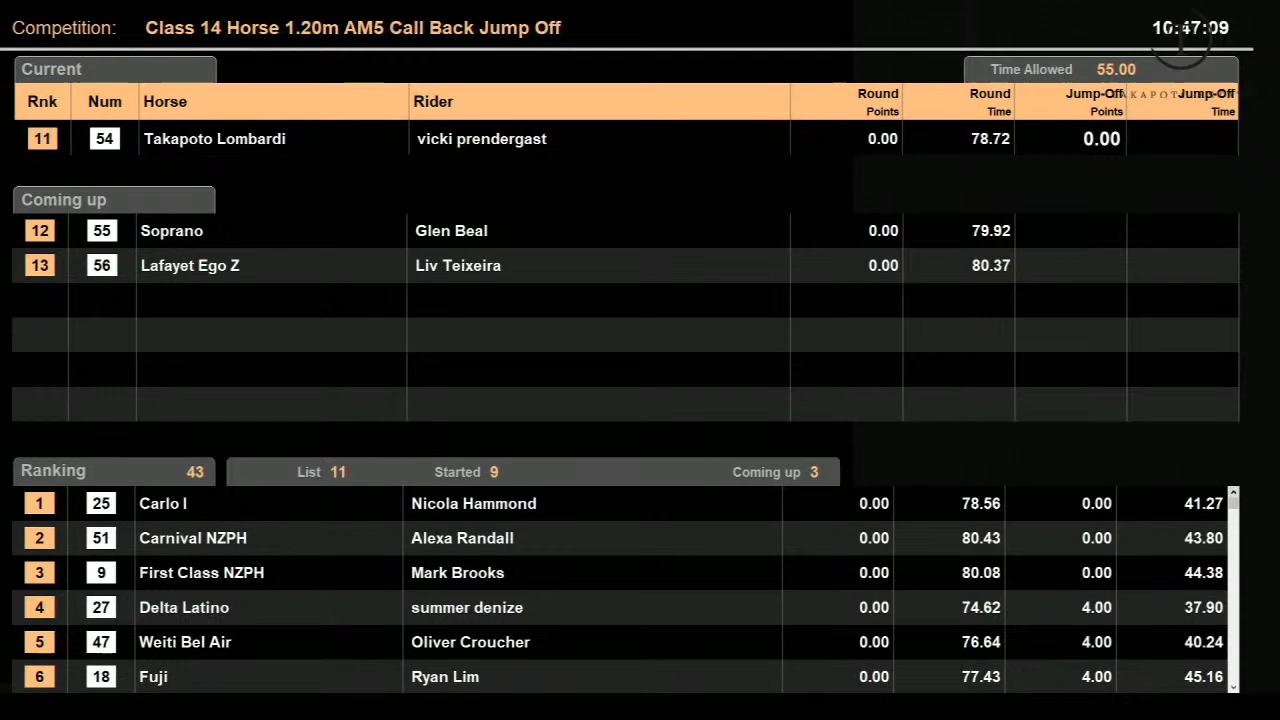 Competition: Class 14 Horse 1.20m AM5 Call Back Jump Off 10:47:09
Current Time Allowed 55.00
Rnk Num Horse Rider Round Points Round Time Jump-Off Points Jump-Off Time
11 54 Takapoto Lombardi vicki prendergast 0.00 78.72 0.00
Coming up
12 55 Soprano Glen Beal 0.00 79.92
13 56 Lafayet Ego Z Liv Teixeira 0.00 80.37
Ranking 43 List 11 Started 9 Coming up 3
1 25 Carlo I Nicola Hammond 0.00 78.56 0.00 41.27
2 51 Carnival NZPH Alexa Randall 0.00 80.43 0.00 43.80
3 9 First Class NZPH Mark Brooks 0.00 80.08 0.00 44.38
4 27 Delta Latino summer denize 0.00 74.62 4.00 37.90
5 47 Weiti Bel Air Oliver Croucher 0.00 76.64 4.00 40.24
6 18 Fuji Ryan Lim 0.00 77.43 4.00 45.16